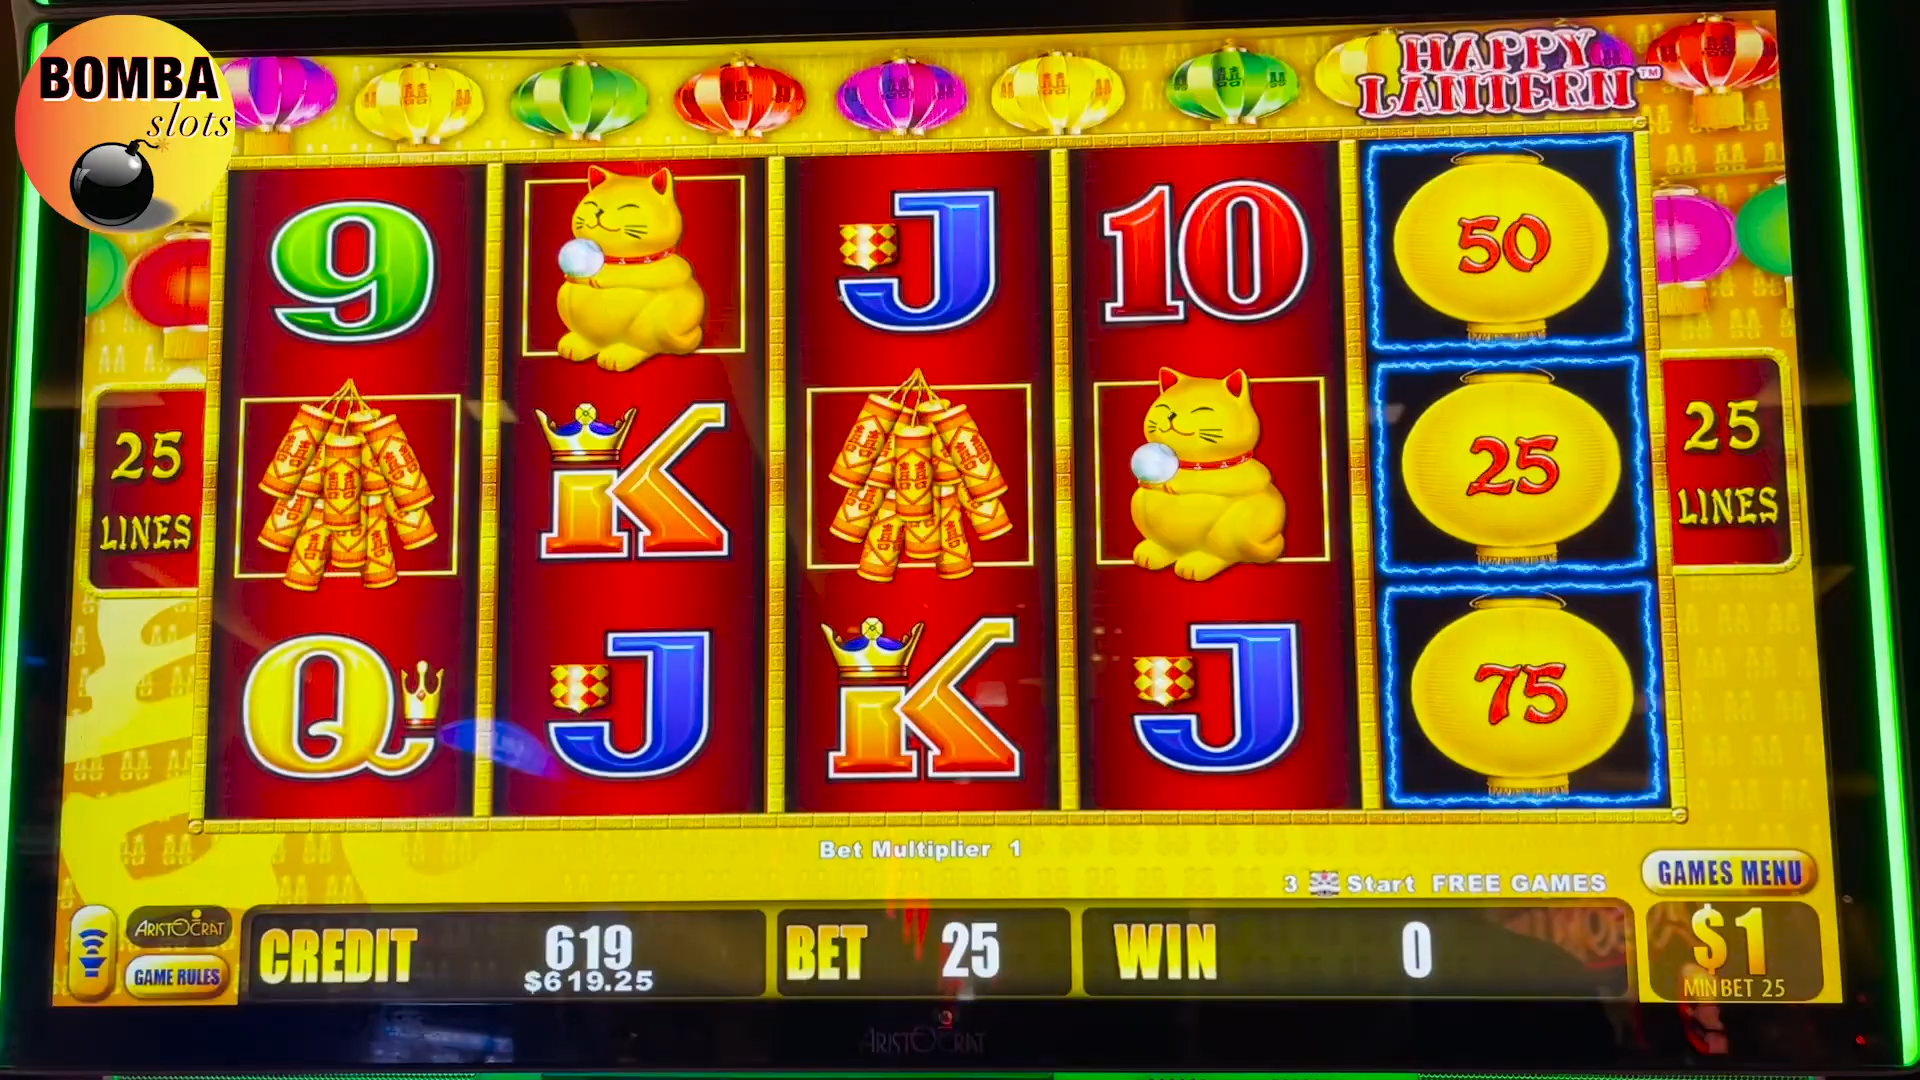 BOMBA
slots
HAPPY
LANTERN™
9
J
10
50
25
LINES
K
25
25
LINES
Q
J
K
J
75
Bet Multiplier 1
3 Start FREE GAMES
GAMES MENU
ARISTOCRAT
GAME RULES
CREDIT 619
$619.25
BET 25
WIN 0
$1
MIN BET 25
ARISTOCRAT